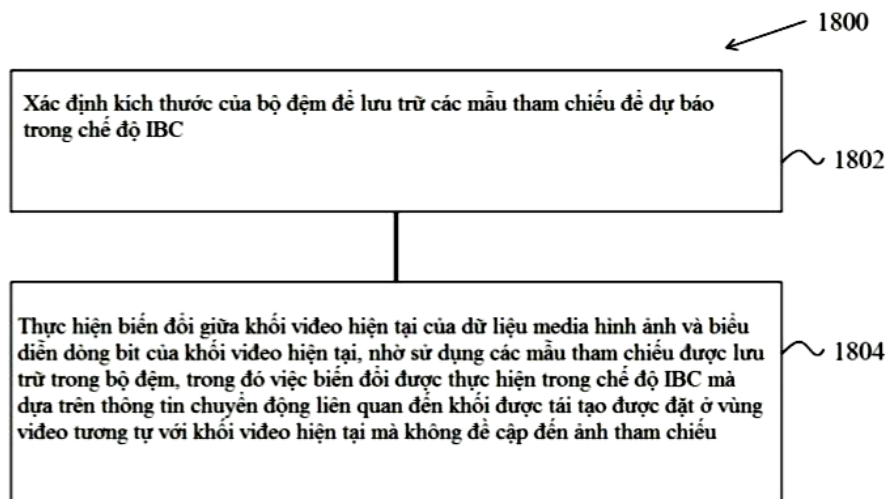 1800
Xác định kích thước của bộ đệm để lưu trữ các mẫu tham chiếu để dự báo
trong chế độ IBC
1802
Thực hiện biến đổi giữa khối viđeo hiện tại của dữ liệu media hình ảnh và biểu
diễn dòng bit của khối viđeo hiện tại, nhờ sử dụng các mẫu tham chiếu được lưu
trữ trong bộ đệm, trong đó việc biến đổi được thực hiện trong chế độ IBC mà
dựa trên thông tin chuyển động liên quan đến khối được tái tạo được đặt ở vùng
viđeo tương tự với khối viđeo hiện tại mà không đề cập đến ảnh tham chiếu
1804